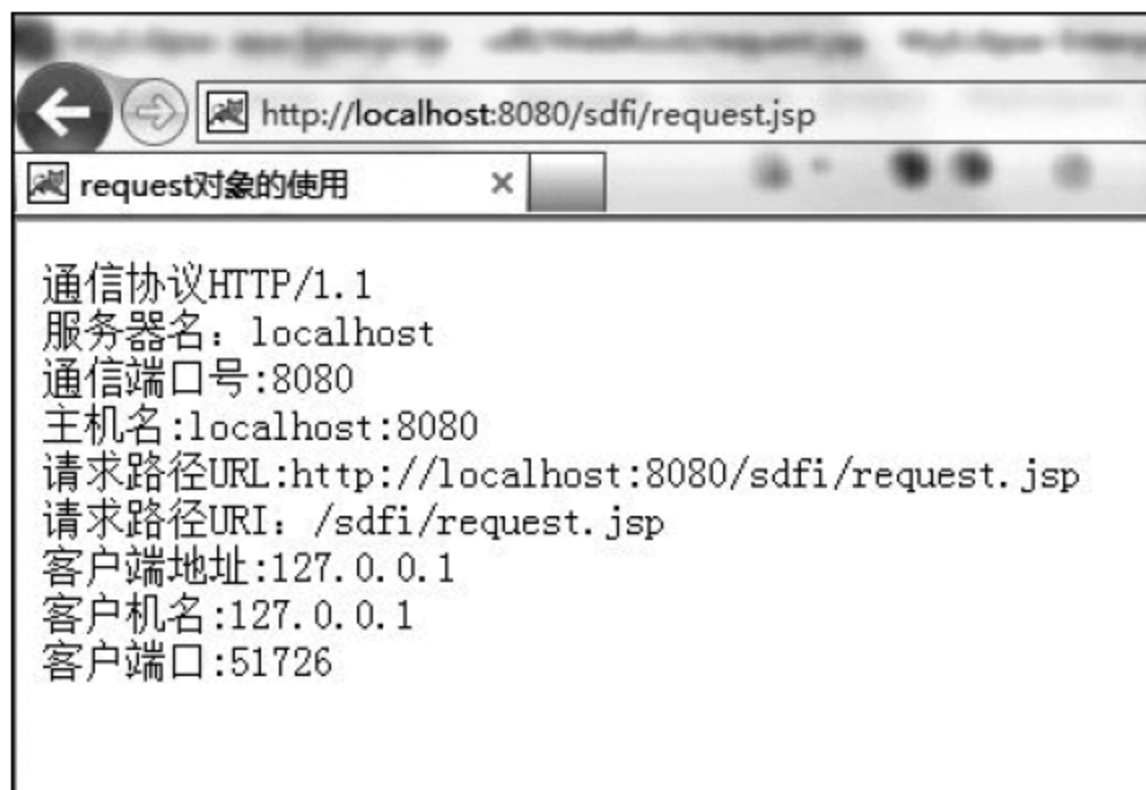 http://localhost:8080/sdfi/request.jsp
request对象的使用
通信协议HTTP/1.1
服务器名：localhost
通信端口号:8080
主机名:localhost:8080
请求路径URL:http://localhost:8080/sdfi/request.jsp
请求路径URI：/sdfi/request.jsp
客户端地址:127.0.0.1
客户机名:127.0.0.1
客户端口:51726